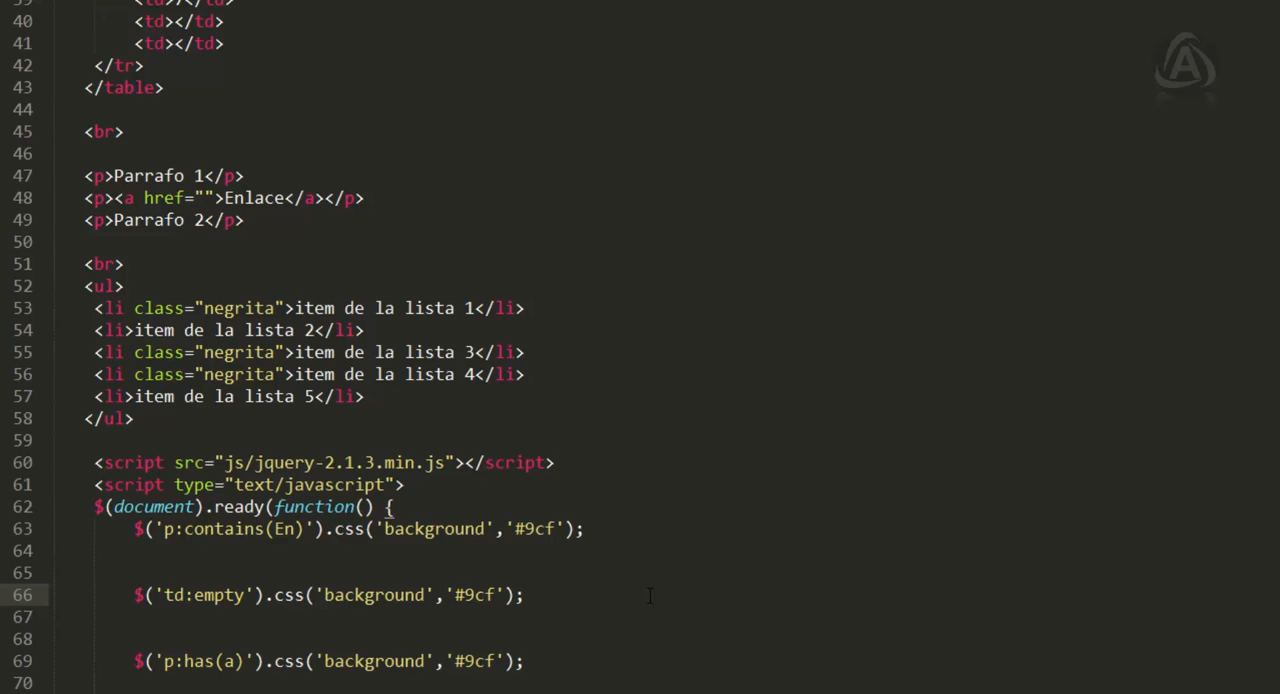 39 <td>7</td>
40 <td></td>
41 <td></td>
42 </tr>
43 </table>
44
45 <br>
46
47 <p>Parrafo 1</p>
48 <p><a href="">Enlace</a></p>
49 <p>Parrafo 2</p>
50
51 <br>
52 <ul>
53 <li class="negrita">item de la lista 1</li>
54 <li>item de la lista 2</li>
55 <li class="negrita">item de la lista 3</li>
56 <li class="negrita">item de la lista 4</li>
57 <li>item de la lista 5</li>
58 </ul>
59
60 <script src="js/jquery-2.1.3.min.js"></script>
61 <script type="text/javascript">
62 $(document).ready(function() {
63 $('p:contains(En)').css('background','#9cf');
64
65
66 $('td:empty').css('background','#9cf');
67
68
69 $('p:has(a)').css('background','#9cf');
70